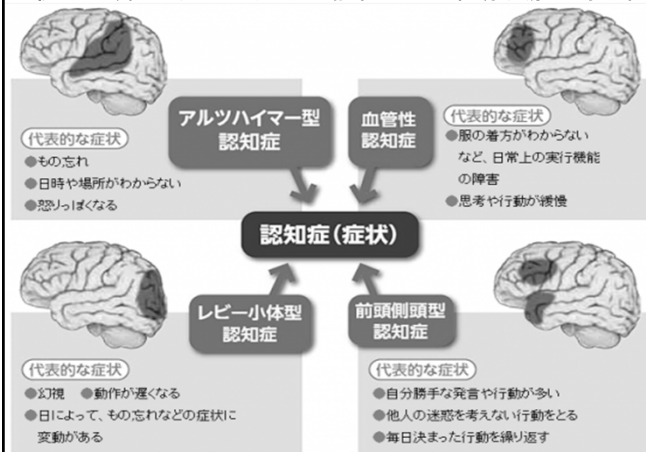 アルツハイマー型
認知症
代表的な症状
●もの忘れ
●日時や場所がわからない
●怒りっぽくなる
血管性
認知症
代表的な症状
●服の着方がわからない
など、日常上の実行機能
の障害
●思考や行動が緩慢
認知症(症状)
レビー小体型
認知症
代表的な症状
●幻視 ●動作が遅くなる
●日によって、もの忘れなどの症状に
変動がある
前頭側頭型
認知症
代表的な症状
●自分勝手な発言や行動が多い
●他人の迷惑を考えない行動をとる
●毎日決まった行動を繰り返す